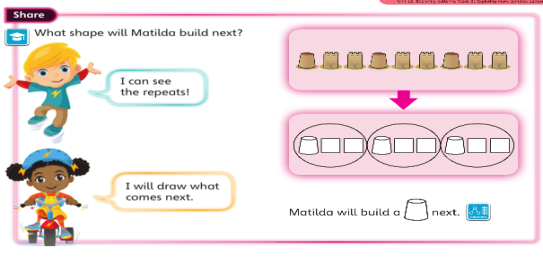 Share
What shape will Matilda build next?
I can see
the repeats!
I will draw what
comes next.
Matilda will build a next.